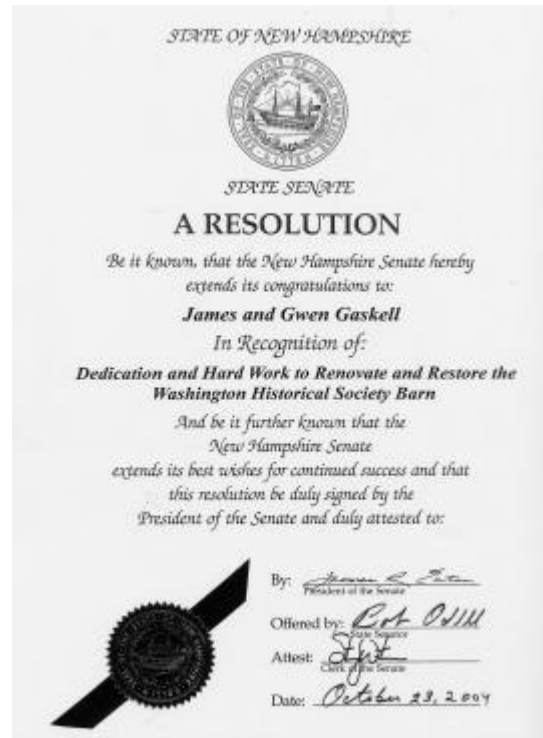 STATE OF NEW HAMPSHIRE
STATE SENATE
A RESOLUTION
Be it known, that the New Hampshire Senate hereby
extends its congratulations to:
James and Gwen Gaskell
In Recognition of:
Dedication and Hard Work to Renovate and Restore the
Washington Historical Society Barn
And be it further known that the
New Hampshire Senate
extends its best wishes for continued success and that
this resolution be duly signed by the
President of the Senate and duly attested to:
By:
President of the Senate
Offered by: Bob Odell
State Senator
Attest:
Clerk of the Senate
Date: October 28, 2004